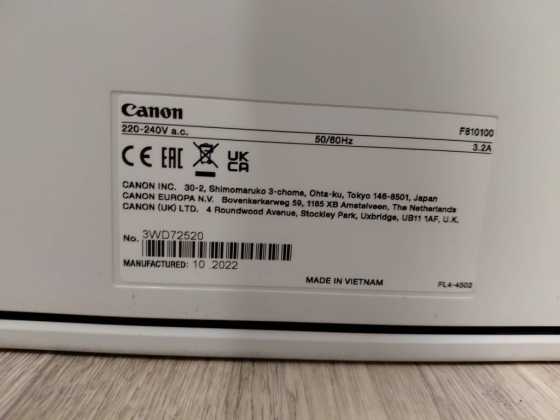 Canon
220-240V a.c. 50/60Hz F810100
3.2A
CE EAC UK CA
CANON INC. 30-2, Shimomaruko 3-chome, Ohta-ku, Tokyo 146-8501, Japan
CANON EUROPA N.V. Bovenkerkerweg 59, 1185 XB Amstelveen, The Netherlands
CANON (UK) LTD. 4 Roundwood Avenue, Stockley Park, Uxbridge, UB11 1AF, U.K.
No. 3WD72520
MANUFACTURED: 10 .2022
MADE IN VIETNAM FL4-4502